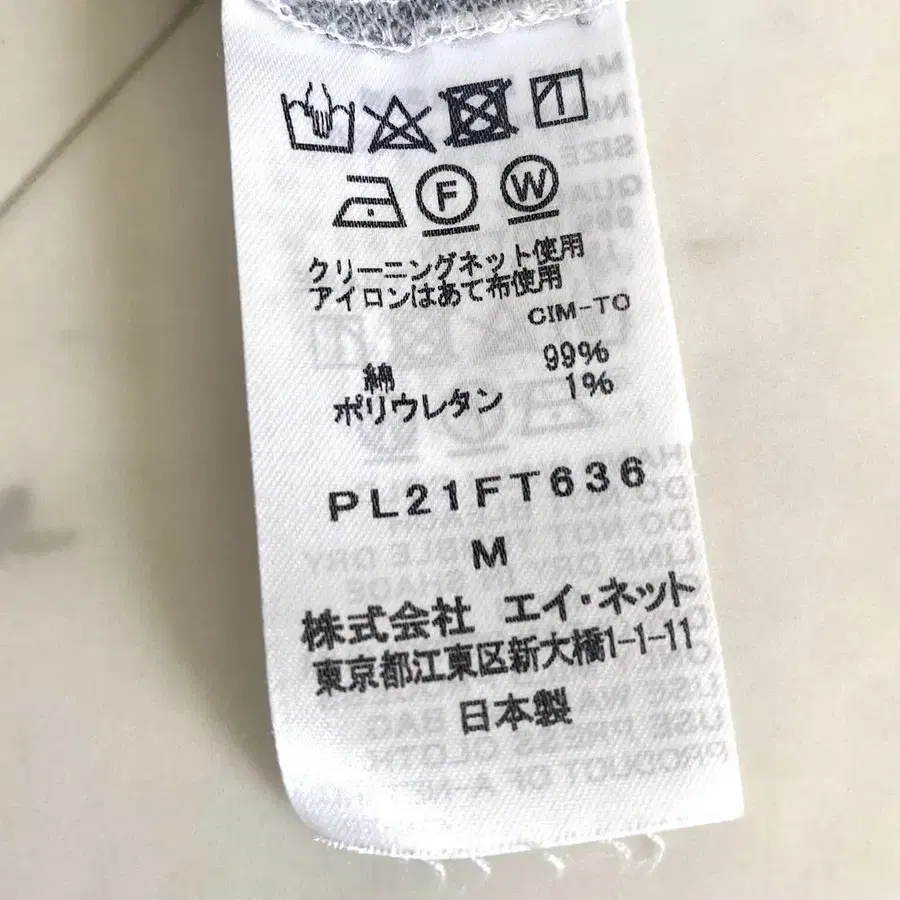 F W
クリーニングネット使用
アイロンはあて布使用
CIM-TO
綿 99%
ポリウレタン 1%
PL21FT636
M
株式会社 エイ・ネット
東京都江東区新大橋1-1-11
日本製